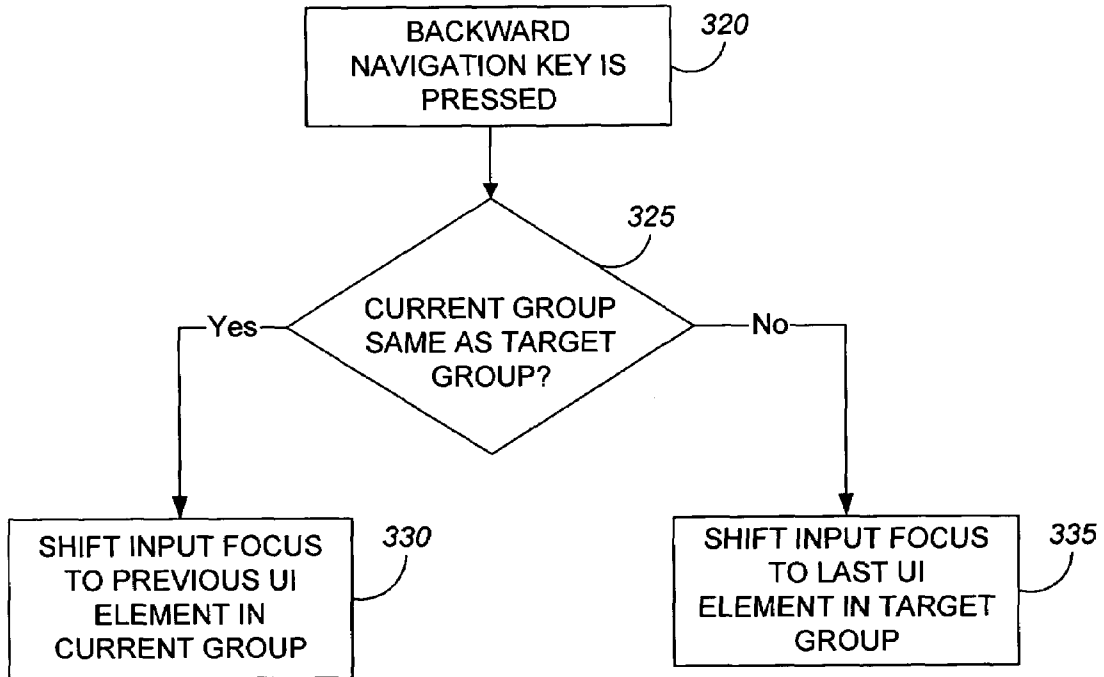 BACKWARD
NAVIGATION KEY IS
PRESSED
320
325
CURRENT GROUP
SAME AS TARGET
GROUP?
Yes
No
SHIFT INPUT FOCUS
TO PREVIOUS UI
ELEMENT IN
CURRENT GROUP
330
SHIFT INPUT FOCUS
TO LAST UI
ELEMENT IN TARGET
GROUP
335